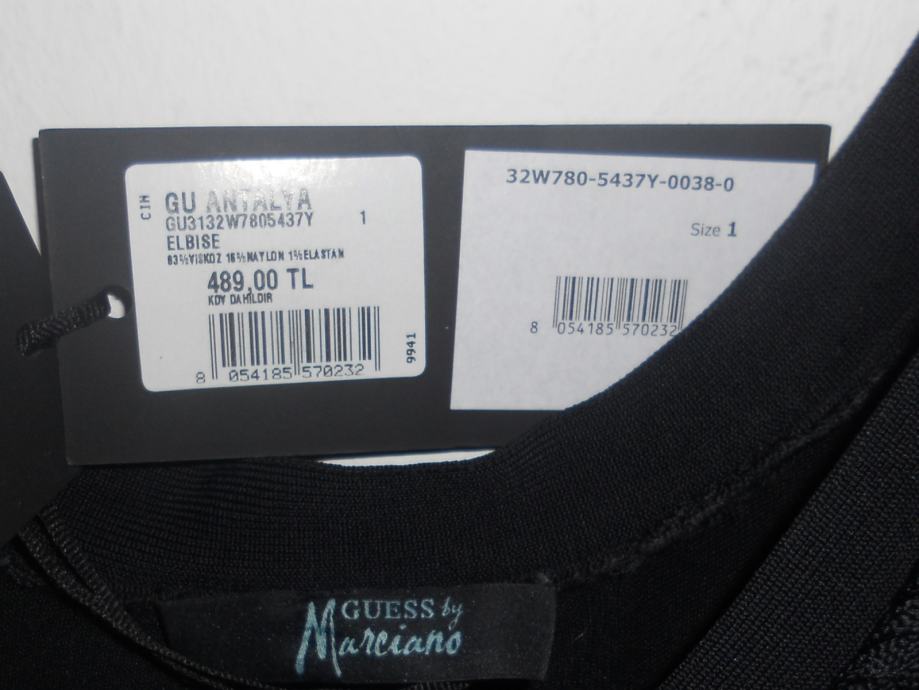 CIH
GU ANTALYA
GU3132W7805437Y 1
ELBISE
83%VISKOZ 16%NAYLON 1%ELASTAN
489,00 TL
KDV DAHILDIR
8 054185 570232
9941
32W780-5437Y-0038-0
Size 1
8 054185 570232
GUESS by
Marciano